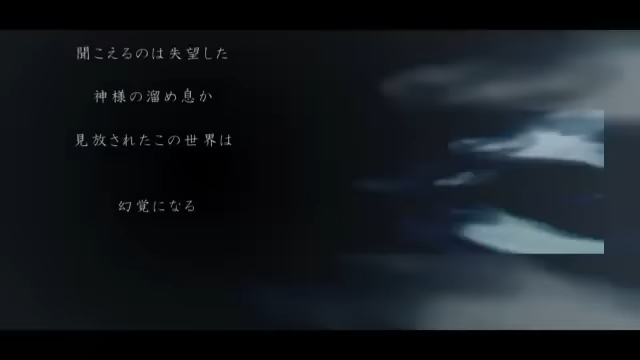 聞こえるのは失望した
神様の溜め息か
見放されたこの世界は
幻覚になる